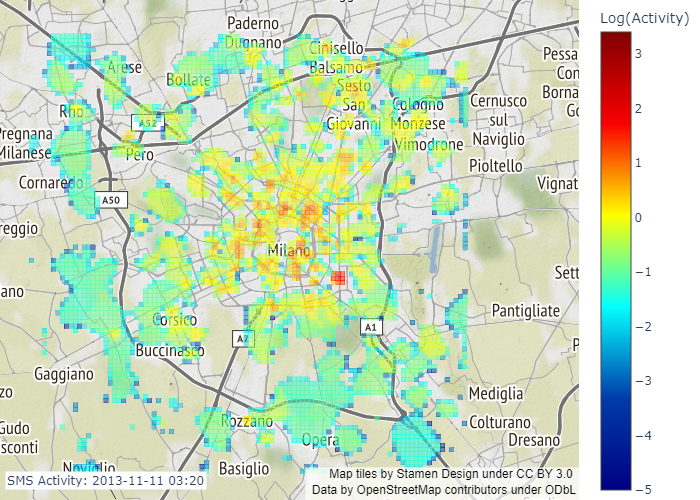 Paderno
Dugnano
Cinisello
Balsamo
Arese
Bollate
Sesto
San
Giovanni
Cologno
Monzese
Cernusco
sul
Naviglio
Pessa
Con
Borna
Go
Rho
A52
Pregnana
Milanese
Pero
Vimodrone
Pioltello
Cornaredo
A50
Vignat
reggio
Milano
Sett
ano
Pantigliate
Corsico
A7
A1
Buccinasco
P
Gaggiano
Mediglia
zo
Rozzano
Colturano
Gudo
sconti
Opera
Dresano
Noviglio
Basiglio
SMS Activity: 2013-11-11 03:20
Map tiles by Stamen Design under CC BY 3.0
Data by OpenStreetMap contributors under ODbL
Log(Activity)
3
2
1
0
−1
−2
−3
−4
−5